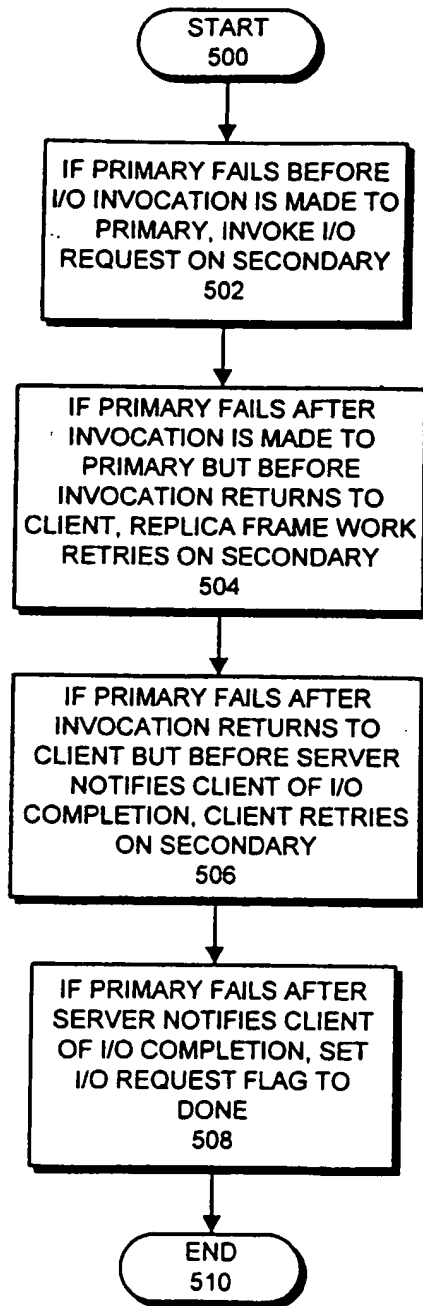 START
500
IF PRIMARY FAILS BEFORE
I/O INVOCATION IS MADE TO
PRIMARY, INVOKE I/O
REQUEST ON SECONDARY
502
IF PRIMARY FAILS AFTER
INVOCATION IS MADE TO
PRIMARY BUT BEFORE
INVOCATION RETURNS TO
CLIENT, REPLICA FRAME WORK
RETRIES ON SECONDARY
504
IF PRIMARY FAILS AFTER
INVOCATION RETURNS TO
CLIENT BUT BEFORE SERVER
NOTIFIES CLIENT OF I/O
COMPLETION, CLIENT RETRIES
ON SECONDARY
506
IF PRIMARY FAILS AFTER
SERVER NOTIFIES CLIENT
OF I/O COMPLETION, SET
I/O REQUEST FLAG TO
DONE
508
END
510